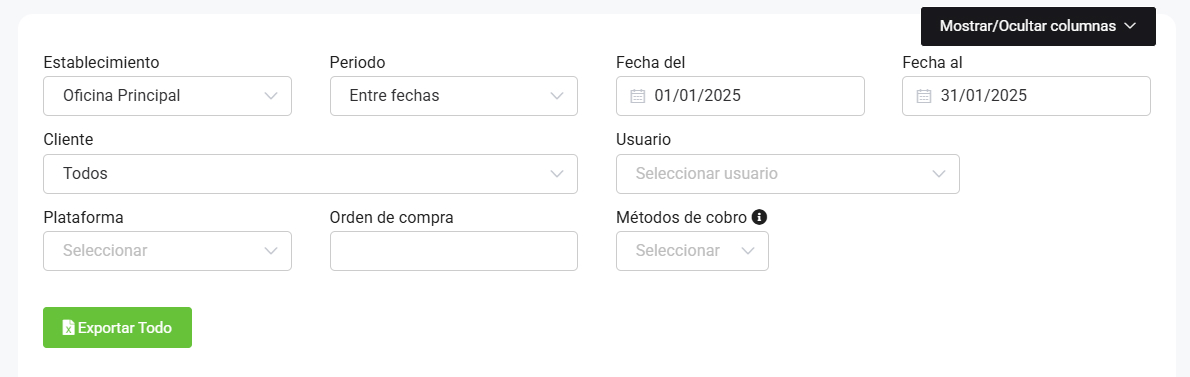 Mostrar/Ocultar columnas
Establecimiento Periodo Fecha del Fecha al
Oficina Principal Entre fechas 01/01/2025 31/01/2025
Cliente Usuario
Todos Seleccionar usuario
Plataforma Orden de compra Métodos de cobro
Seleccionar Seleccionar
Exportar Todo